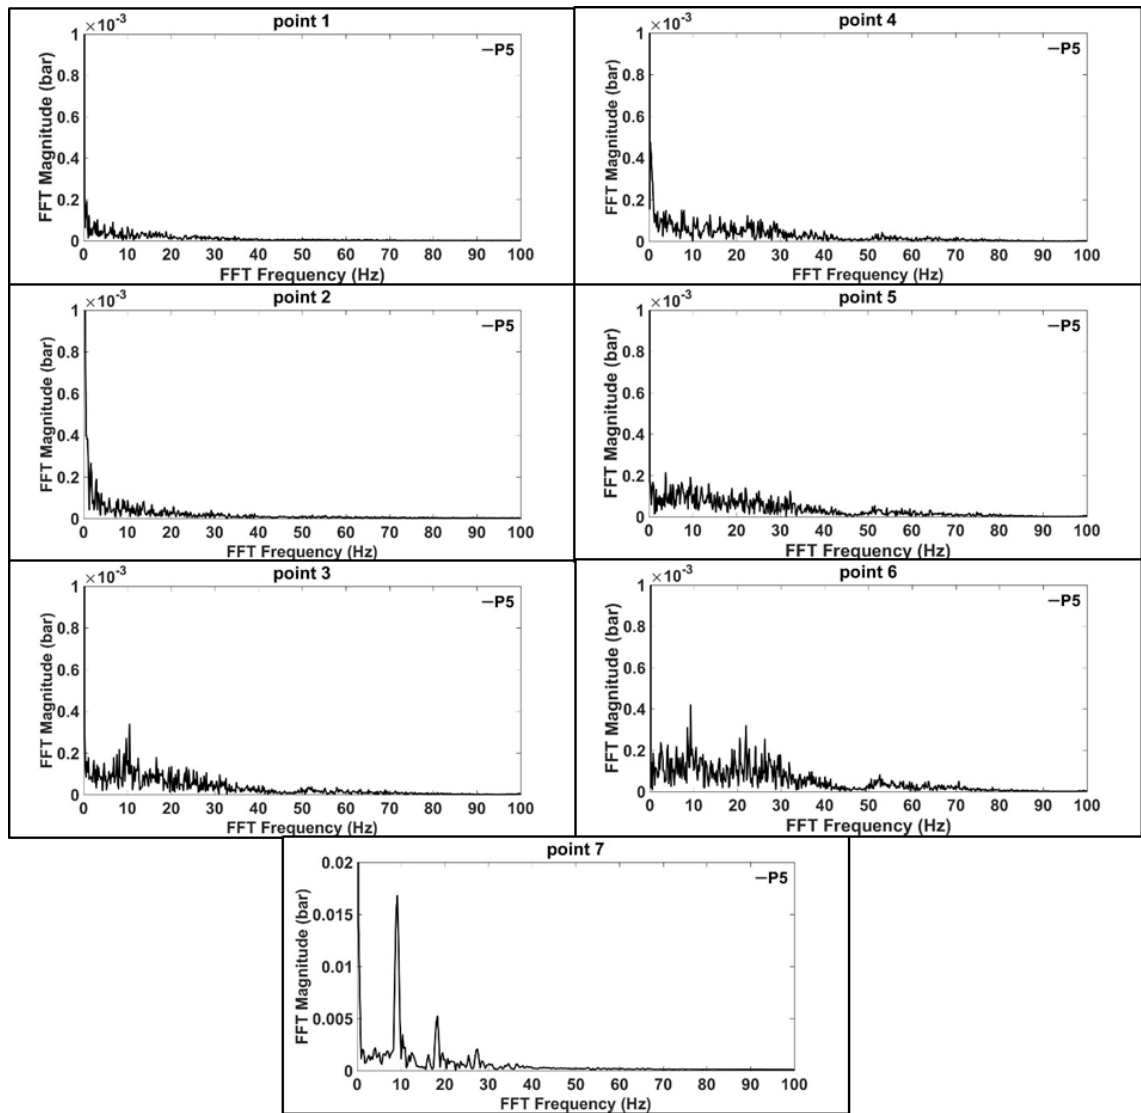 point 1
×10⁻³
FFT Magnitude (bar)
1
0.8
0.6
0.4
0.2
0
–P5
0 10 20 30 40 50 60 70 80 90 100
FFT Frequency (Hz)
point 4
×10⁻³
FFT Magnitude (bar)
1
0.8
0.6
0.4
0.2
0
–P5
0 10 20 30 40 50 60 70 80 90 100
FFT Frequency (Hz)
point 2
×10⁻³
FFT Magnitude (bar)
1
0.8
0.6
0.4
0.2
0
–P5
0 10 20 30 40 50 60 70 80 90 100
FFT Frequency (Hz)
point 5
×10⁻³
FFT Magnitude (bar)
1
0.8
0.6
0.4
0.2
0
–P5
0 10 20 30 40 50 60 70 80 90 100
FFT Frequency (Hz)
point 3
×10⁻³
FFT Magnitude (bar)
1
0.8
0.6
0.4
0.2
0
–P5
0 10 20 30 40 50 60 70 80 90 100
FFT Frequency (Hz)
point 6
×10⁻³
FFT Magnitude (bar)
1
0.8
0.6
0.4
0.2
0
–P5
0 10 20 30 40 50 60 70 80 90 100
FFT Frequency (Hz)
point 7
FFT Magnitude (bar)
0.02
0.015
0.01
0.005
0
–P5
0 10 20 30 40 50 60 70 80 90 100
FFT Frequency (Hz)